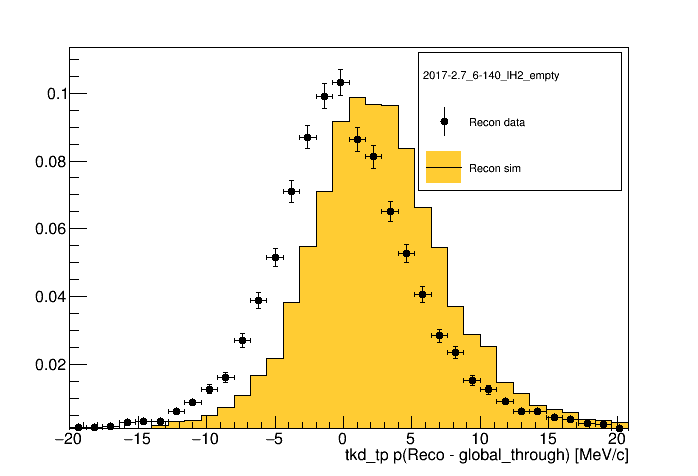 2017-2.7_6-140_lH2_empty
Recon data
Recon sim
0.1
0.08
0.06
0.04
0.02
−20 −15 −10 −5 0 5 10 15 20
tkd_tp p(Reco - global_through) [MeV/c]